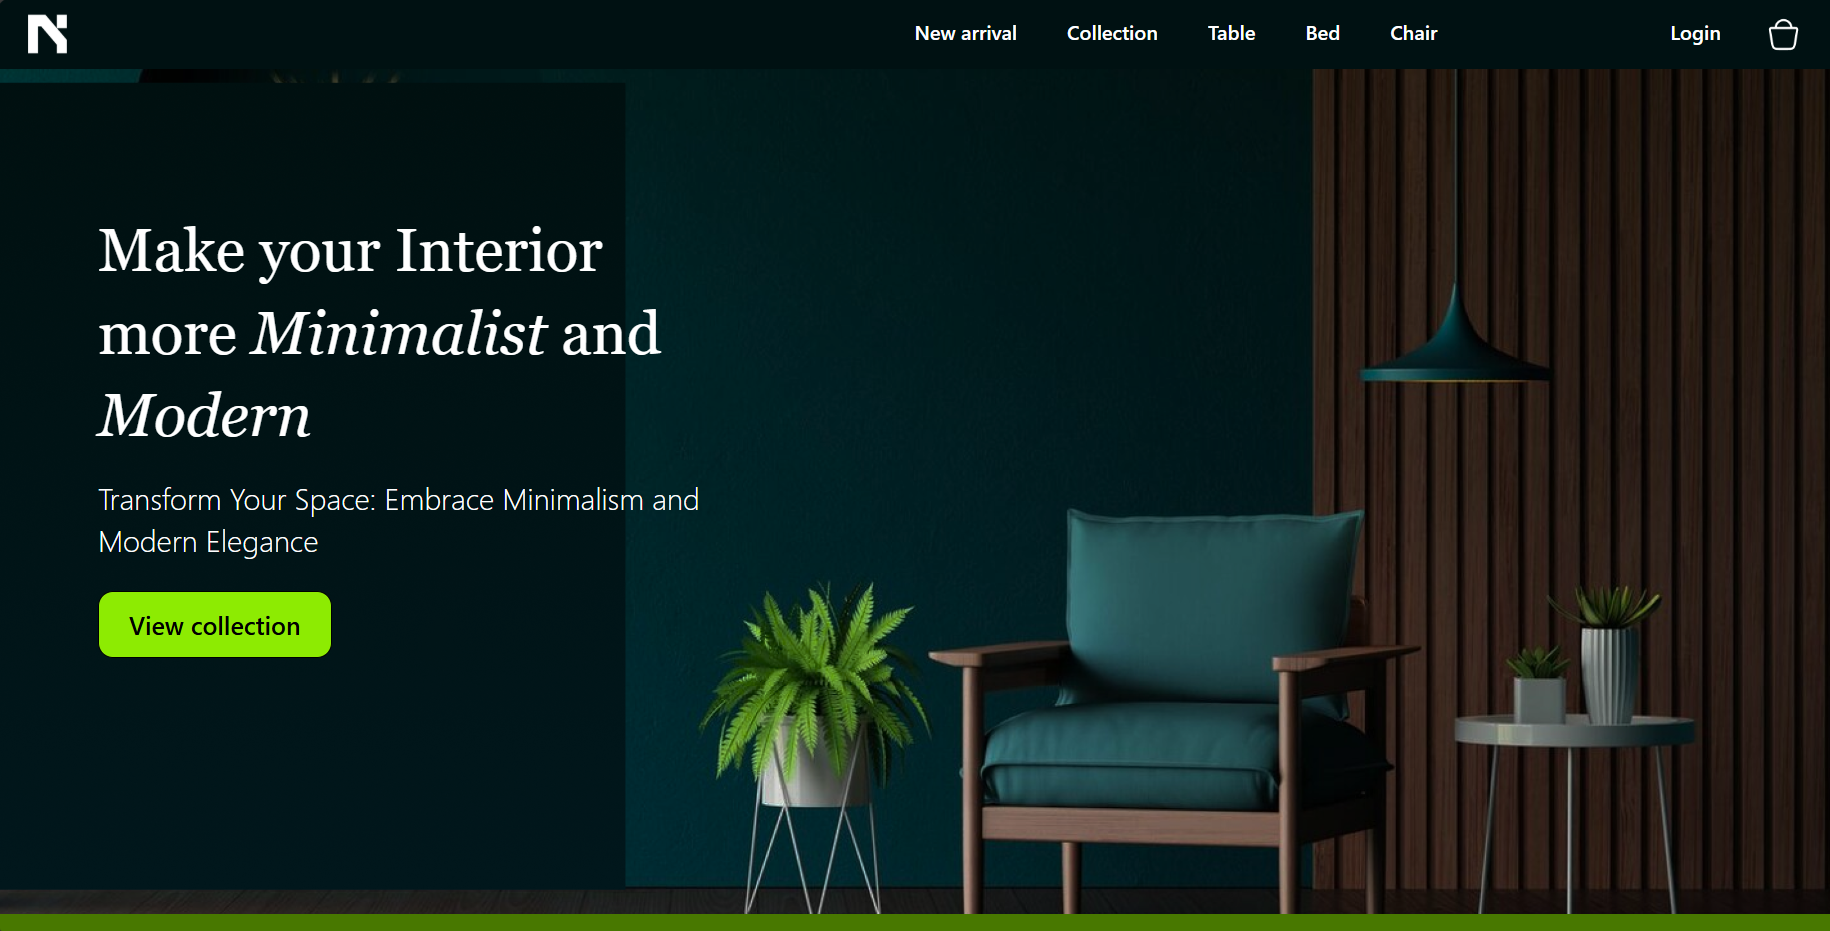 N
New arrival
Collection
Table
Bed
Chair
Login
Make your Interior
more Minimalist and
Modern
Transform Your Space: Embrace Minimalism and
Modern Elegance
View collection